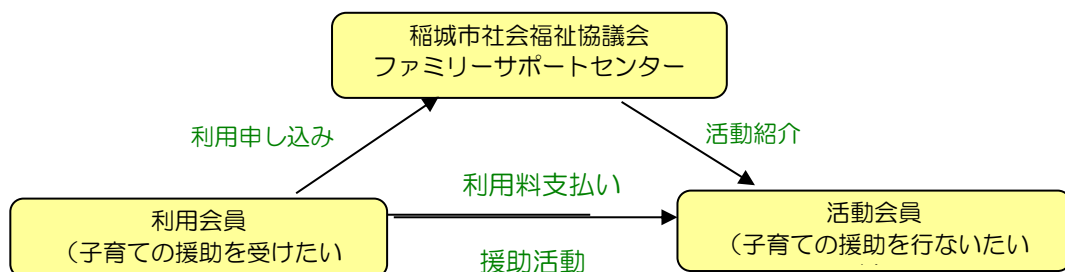 稲城市社会福祉協議会
ファミリーサポートセンター
利用申し込み
活動紹介
利用料支払い
利用会員
（子育ての援助を受けたい
活動会員
（子育ての援助を行ないたい
援助活動